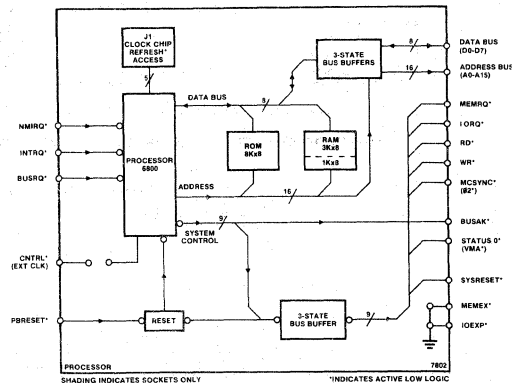 J1
CLOCK CHIP
REFRESH*
ACCESS
5
3-STATE
BUS BUFFERS
8
DATA BUS
(D0-D7)
16
ADDRESS BUS
(A0-A15)
DATA BUS
8
MEMRQ*
IORQ*
RD*
WR*
MCSYNC*
(Ø2*)
NMIRQ*
INTRQ*
BUSRQ*
PROCESSOR
6800
ROM
8Kx8
RAM
3Kx8
1Kx8
ADDRESS
16
9
SYSTEM
CONTROL
BUSAK*
STATUS 0*
(VMA*)
CNTRL*
(EXT CLK)
SYSRESET*
PBRESET*
RESET
3-STATE
BUS BUFFER
9
MEMEX*
IOEXP*
PROCESSOR
7802
SHADING INDICATES SOCKETS ONLY
*INDICATES ACTIVE LOW LOGIC